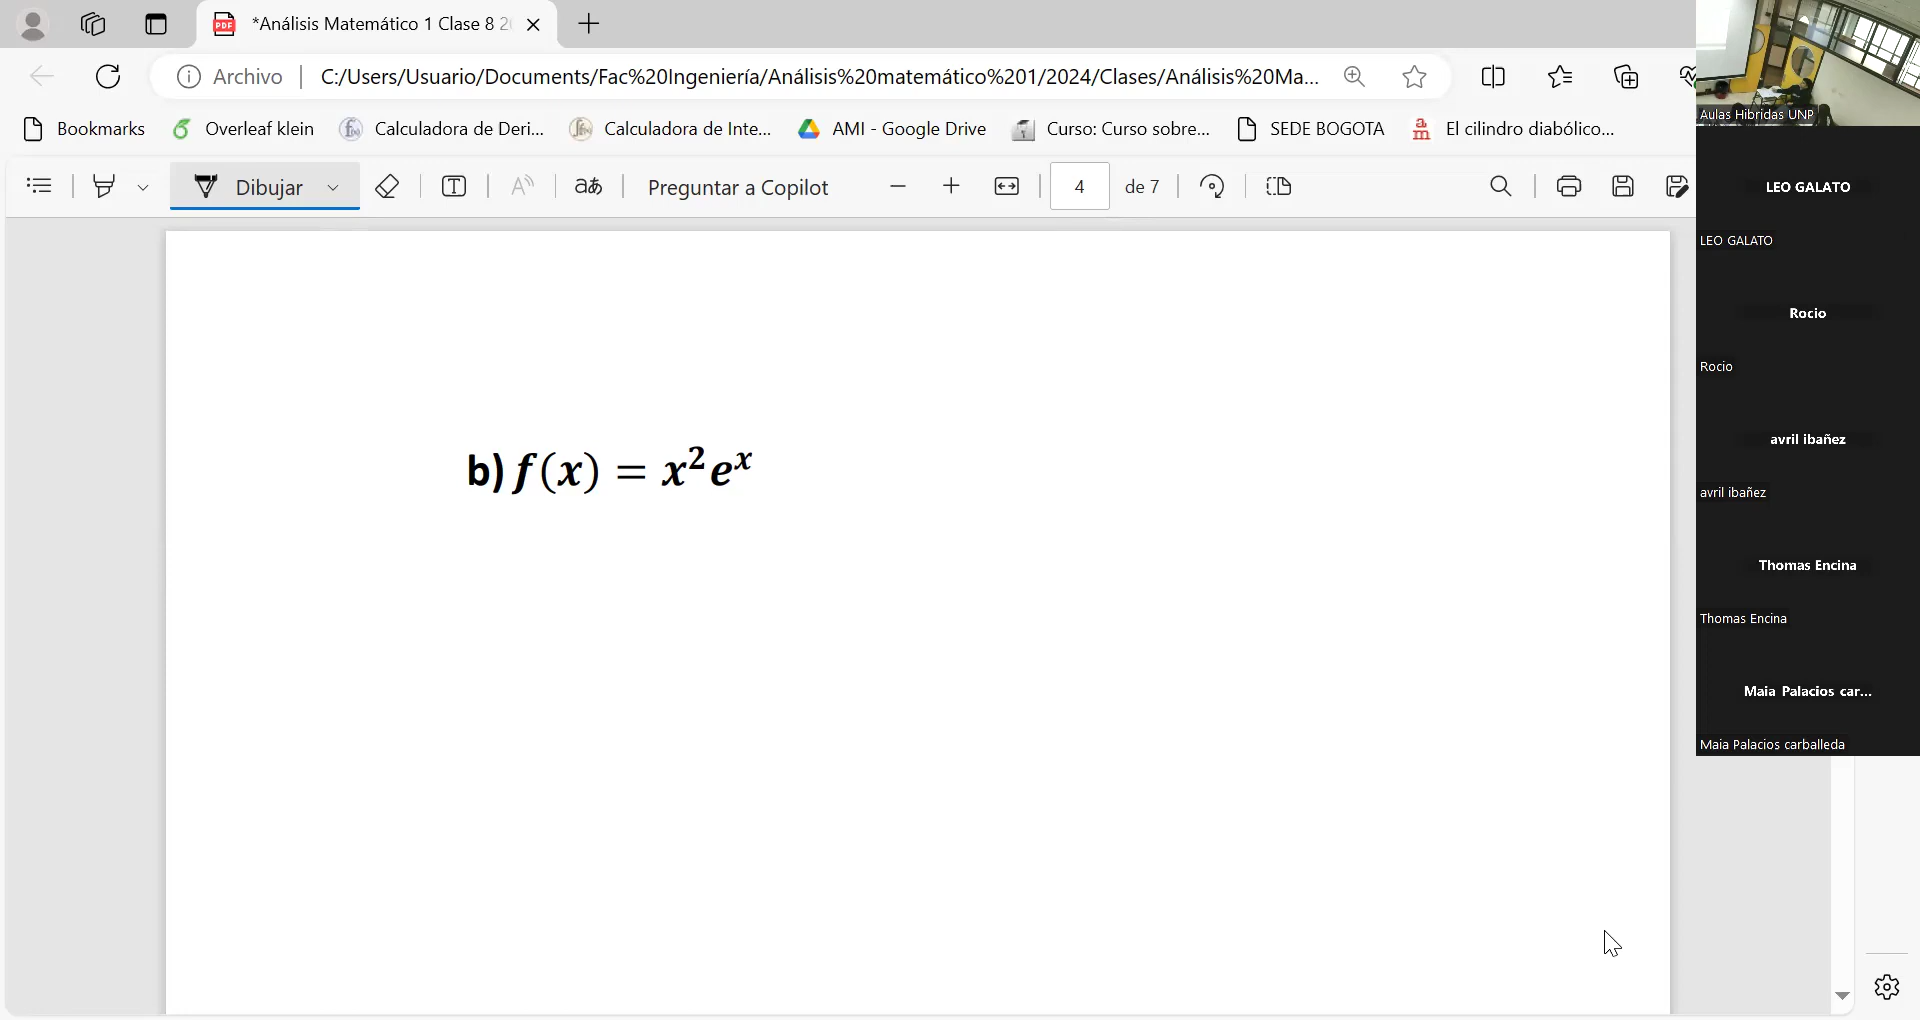 *Análisis Matemático 1 Clase 8 2
Archivo
C:/Users/Usuario/Documents/Fac%20Ingeniería/Análisis%20matemático%201/2024/Clases/Análisis%20Ma...
Bookmarks
Overleaf klein
Calculadora de Deri...
Calculadora de Inte...
AMI - Google Drive
Curso: Curso sobre...
SEDE BOGOTA
El cilindro diabólico...
Dibujar
Preguntar a Copilot
4 de 7
b) f(x) = x²eˣ
Aulas Hibridas UNP
LEO GALATO
LEO GALATO
Rocio
Rocio
avril ibañez
avril ibañez
Thomas Encina
Thomas Encina
Maia Palacios car...
Maia Palacios carballeda